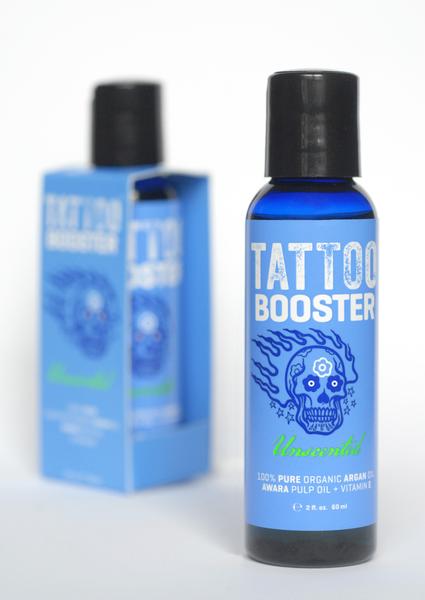 TATTOO
BOOSTER
Unscented
100% PURE ORGANIC ARGAN OIL
AWARA PULP OIL + VITAMIN E
℮ 2 fl. oz. 60 ml
TATTOO
BOOSTER
Unscented